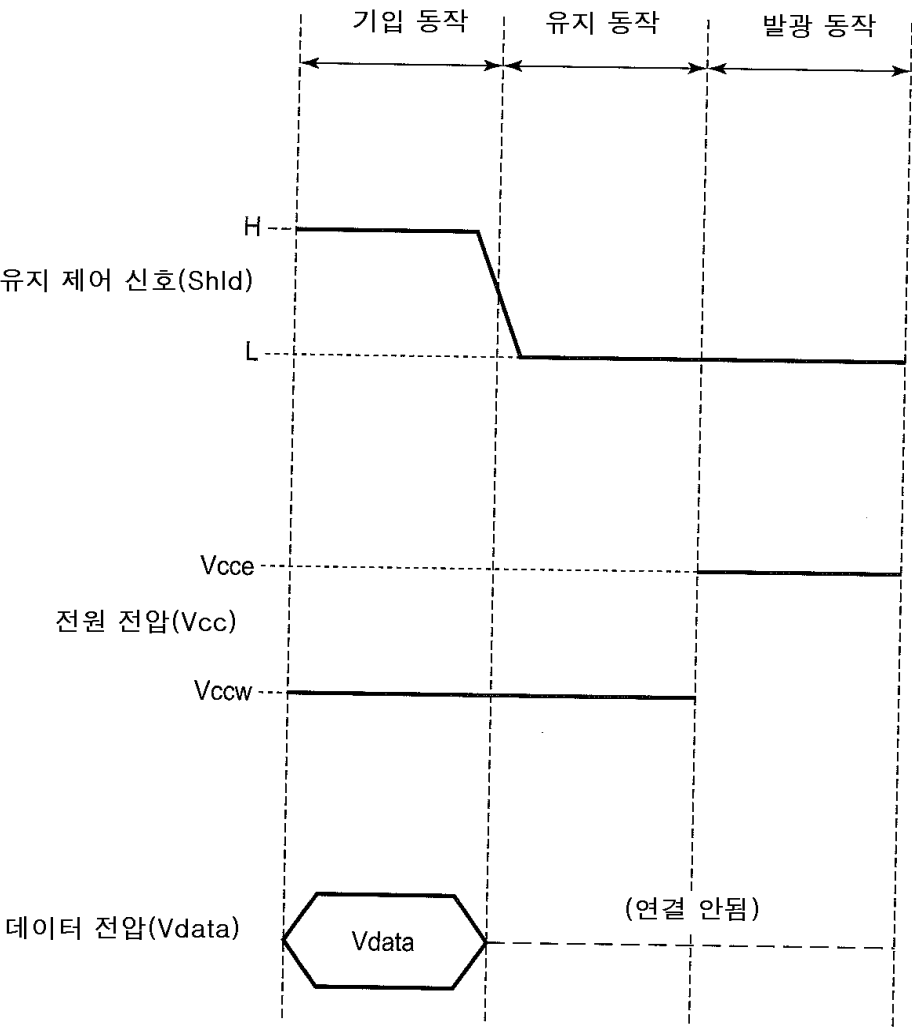 기입 동작
유지 동작
발광 동작
H
유지 제어 신호(Shld)
L
Vcce
전원 전압(Vcc)
Vccw
(연결 안됨)
데이터 전압(Vdata)
Vdata